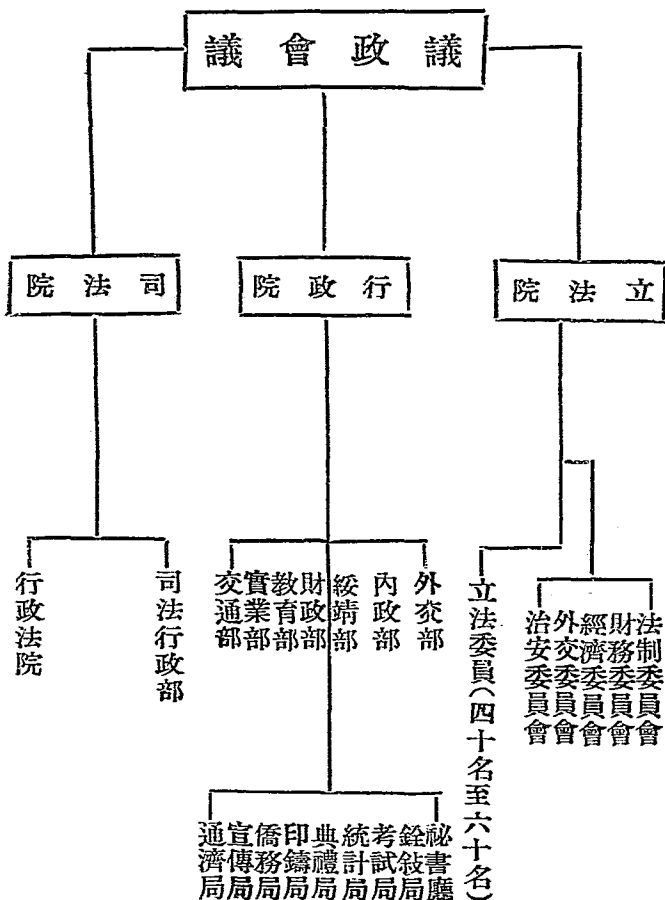 議政會議
立法院
行政院
司法院
法制委員會
財務委員會
經濟委員會
外交委員會
治安委員會
立法委員(四十名至六十名)
外交部
內政部
綏靖部
財政部
教育部
實業部
交通部
祕書廳
銓敍局
考試局
統計局
典禮局
印鑄局
僑務局
宣傳局
通濟局
司法行政部
行政法院